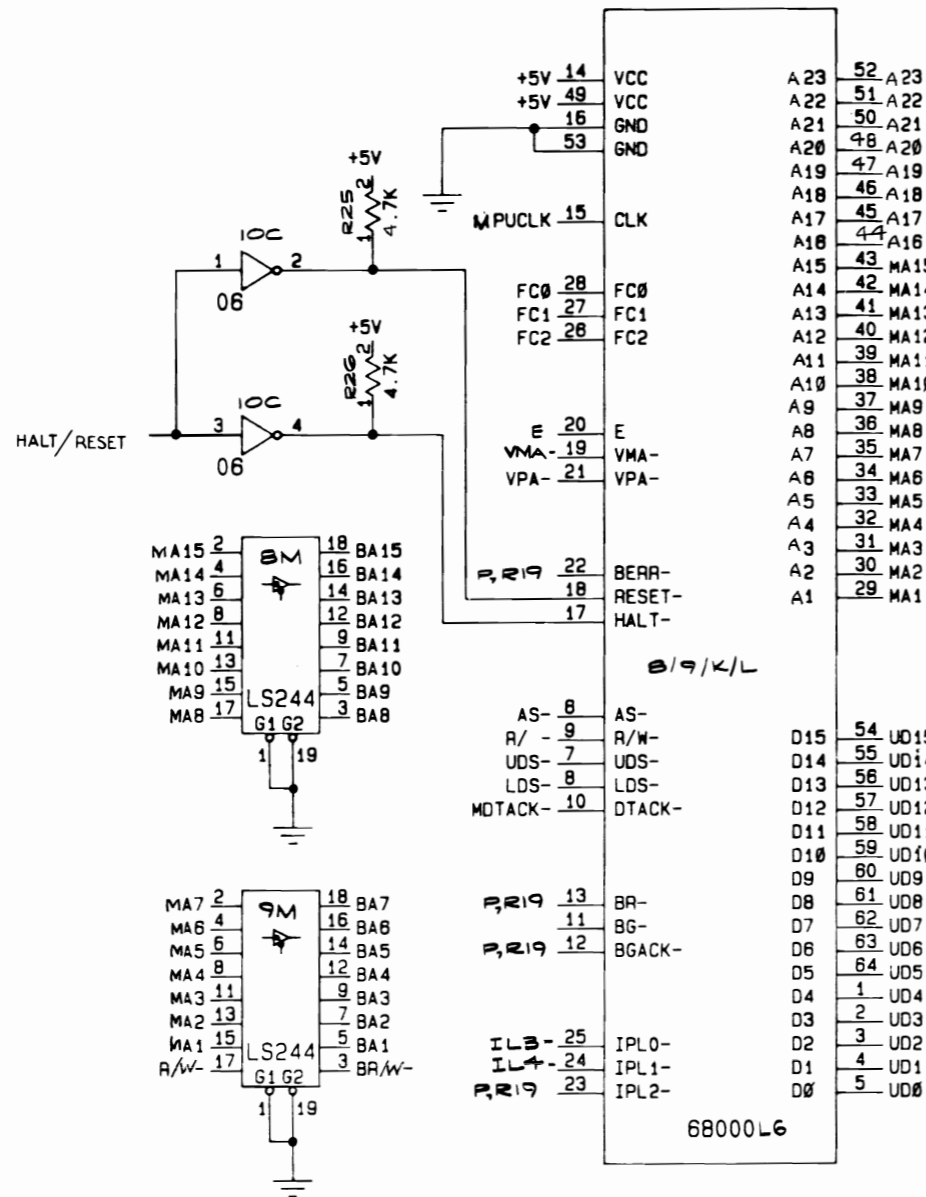 +5V 14 VCC A23 52 A23
+5V 49 VCC A22 51 A22
16 GND A21 50 A21
53 GND A20 48 A20
A19 47 A19
A18 46 A18
MPUCLK 15 CLK A17 45 A17
A16 44 A16
A15 43 MA15
FC0 28 FC0 A14 42 MA14
FC1 27 FC1 A13 41 MA13
FC2 26 FC2 A12 40 MA12
A11 39 MA11
A10 38 MA10
A9 37 MA9
E 20 E A8 36 MA8
VMA- 19 VMA- A7 35 MA7
VPA- 21 VPA- A6 34 MA6
A5 33 MA5
A4 32 MA4
A3 31 MA3
P,R19 22 BERR- A2 30 MA2
18 RESET- A1 29 MA1
17 HALT-
8/9/K/L
AS- 8 AS-
R/ - 9 R/W- D15 54 UD15
UDS- 7 UDS- D14 55 UD14
LDS- 8 LDS- D13 56 UD13
MDTACK- 10 DTACK- D12 57 UD12
D11 58 UD11
D10 59 UD10
D9 60 UD9
P,R19 13 BR- D8 61 UD8
11 BG- D7 62 UD7
P,R19 12 BGACK- D6 63 UD6
D5 64 UD5
D4 1 UD4
D3 2 UD3
IL3- 25 IPL0- D2 3 UD2
IL4- 24 IPL1- D1 4 UD1
P,R19 23 IPL2- D0 5 UD0
68000L6
+5V
R25 1 2 4.7K
10C
1 2
06
+5V
R26 1 2 4.7K
10C
HALT/RESET 3 4
06
8M
MA15 2 18 BA15
MA14 4 16 BA14
MA13 6 14 BA13
MA12 8 12 BA12
MA11 11 9 BA11
MA10 13 7 BA10
MA9 15 5 BA9
LS244
MA8 17 3 BA8
G1 G2
1 19
9M
MA7 2 18 BA7
MA6 4 16 BA6
MA5 6 14 BA5
MA4 8 12 BA4
MA3 11 9 BA3
MA2 13 7 BA2
MA1 15 5 BA1
LS244
R/W- 17 3 BR/W-
G1 G2
1 19